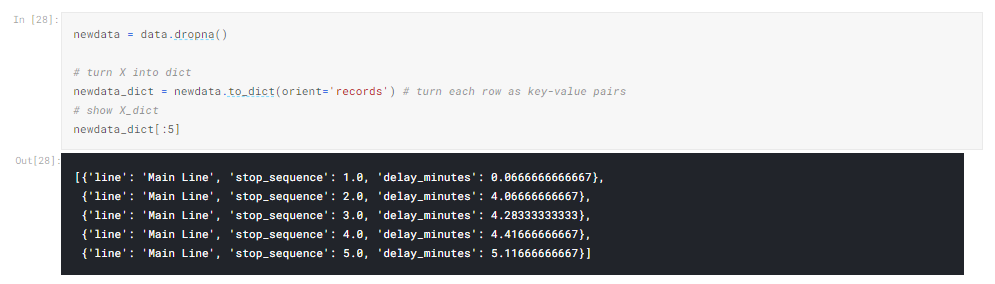 In [28]:
newdata = data.dropna()
# turn X into dict
newdata_dict = newdata.to_dict(orient='records') # turn each row as key-value pairs
# show X_dict
newdata_dict[:5]
Out[28]:
[{'line': 'Main Line', 'stop_sequence': 1.0, 'delay_minutes': 0.0666666666667},
{'line': 'Main Line', 'stop_sequence': 2.0, 'delay_minutes': 4.06666666667},
{'line': 'Main Line', 'stop_sequence': 3.0, 'delay_minutes': 4.28333333333},
{'line': 'Main Line', 'stop_sequence': 4.0, 'delay_minutes': 4.41666666667},
{'line': 'Main Line', 'stop_sequence': 5.0, 'delay_minutes': 5.11666666667}]